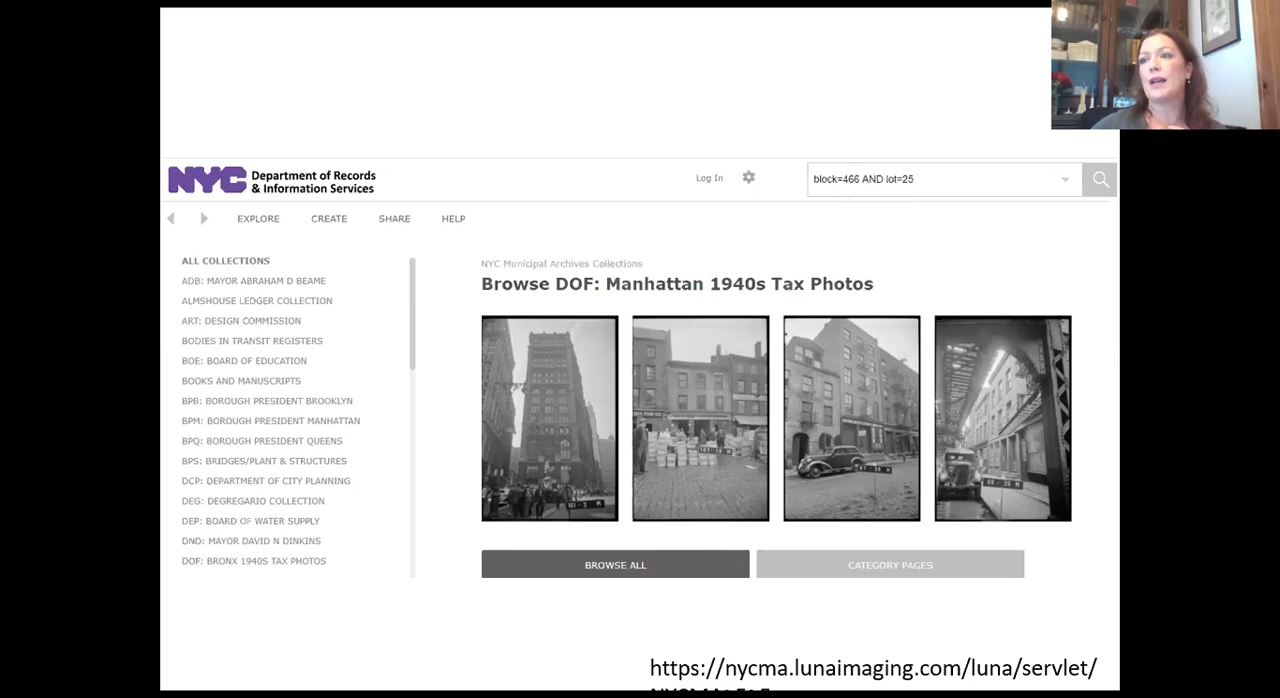 NYC Department of Records
& Information Services
Log In
block=466 AND lot=25
EXPLORE CREATE SHARE HELP
ALL COLLECTIONS
ADB: MAYOR ABRAHAM D BEAME
ALMSHOUSE LEDGER COLLECTION
ART: DESIGN COMMISSION
BODIES IN TRANSIT REGISTERS
BOE: BOARD OF EDUCATION
BOOKS AND MANUSCRIPTS
BPB: BOROUGH PRESIDENT BROOKLYN
BPM: BOROUGH PRESIDENT MANHATTAN
BPQ: BOROUGH PRESIDENT QUEENS
BPS: BRIDGES/PLANT & STRUCTURES
DCP: DEPARTMENT OF CITY PLANNING
DEG: DEGREGARIO COLLECTION
DEP: BOARD OF WATER SUPPLY
DND: MAYOR DAVID N DINKINS
DOF: BRONX 1940S TAX PHOTOS
NYC Municipal Archives Collections
Browse DOF: Manhattan 1940s Tax Photos
BROWSE ALL
CATEGORY PAGES
https://nycma.lunaimaging.com/luna/servlet/